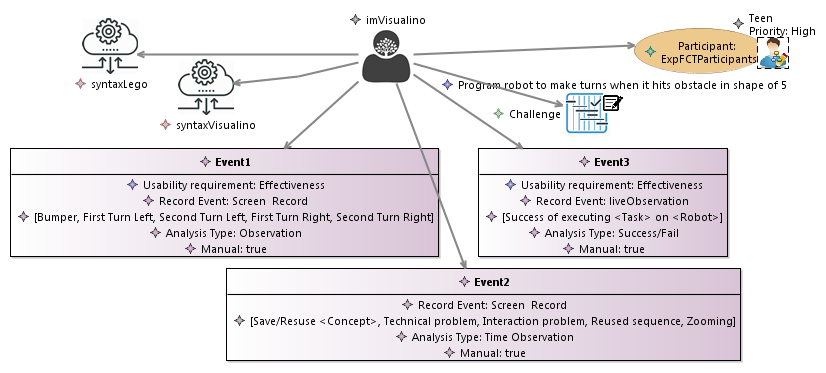 imVisualino
Teen
Priority: High
Participant:
ExpFCTParticipants
syntaxLego
syntaxVisualino
Program robot to make turns when it hits obstacle in shape of 5
Challenge
Event1
Usability requirement: Effectiveness
Record Event: Screen Record
[Bumper, First Turn Left, Second Turn Left, First Turn Right, Second Turn Right]
Analysis Type: Observation
Manual: true
Event3
Usability requirement: Effectiveness
Record Event: liveObservation
[Success of executing <Task> on <Robot>]
Analysis Type: Success/Fail
Manual: true
Event2
Record Event: Screen Record
[Save/Resuse <Concept>, Technical problem, Interaction problem, Reused sequence, Zooming]
Analysis Type: Time Observation
Manual: true